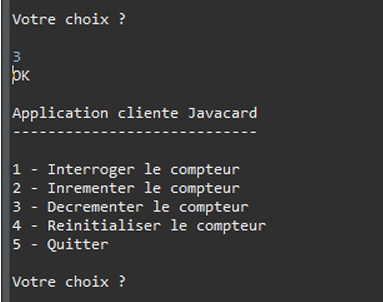 Votre choix ?
3
OK
Application cliente Javacard
----------------------------
1 - Interroger le compteur
2 - Inrementer le compteur
3 - Decrementer le compteur
4 - Reinitialiser le compteur
5 - Quitter
Votre choix ?